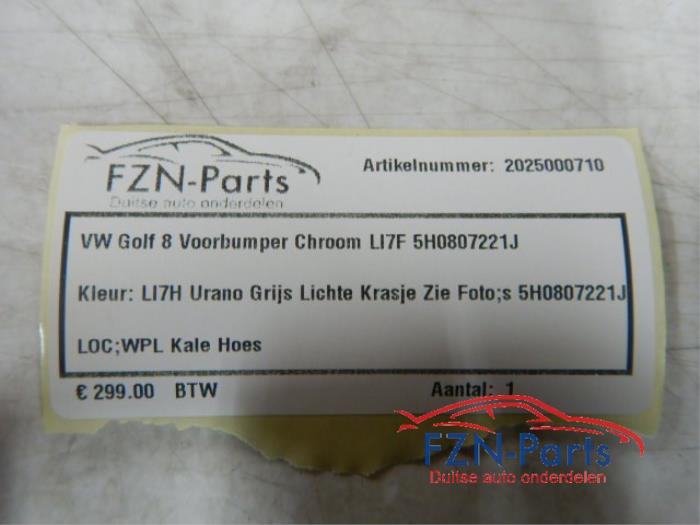 FZN-Parts
Duitse auto onderdelen
Artikelnummer: 2025000710
VW Golf 8 Voorbumper Chroom LI7F 5H0807221J
Kleur: LI7H Urano Grijs Lichte Krasje Zie Foto;s 5H0807221J
LOC;WPL Kale Hoes
€ 299.00 BTW
Aantal: 1
FZN-Parts
Duitse auto onderdelen